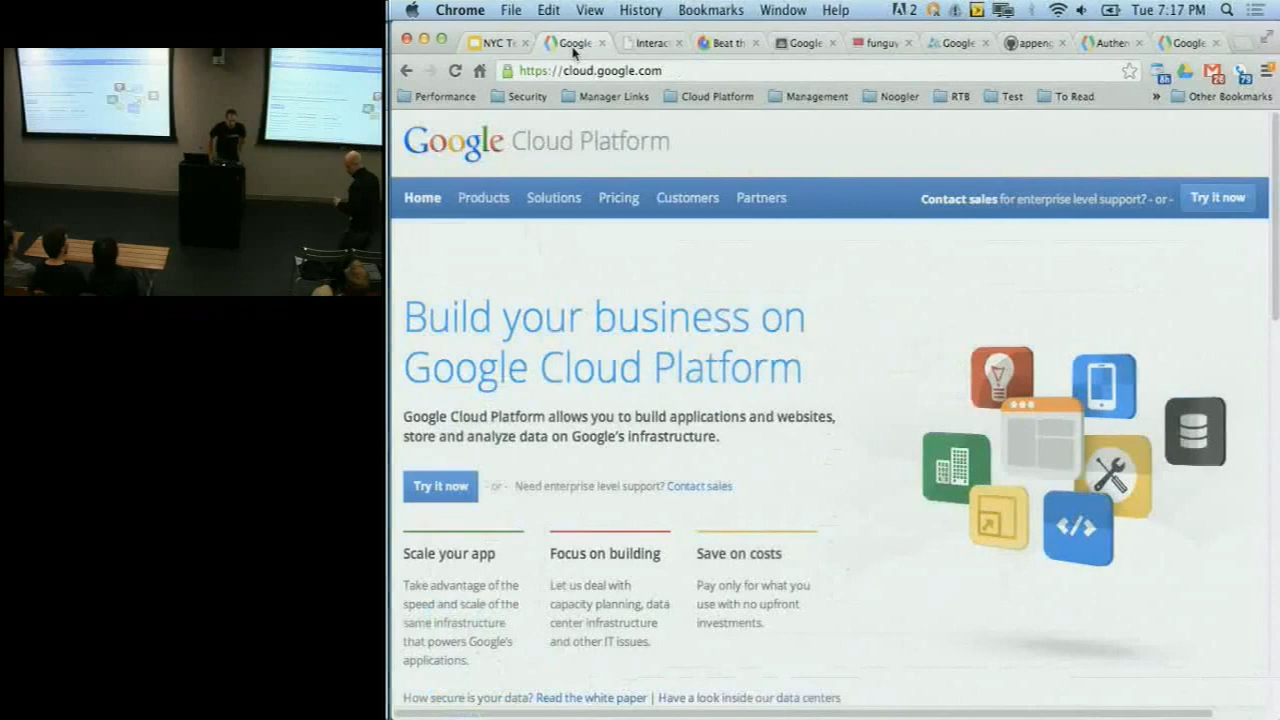 Chrome File Edit View History Bookmarks Window Help
2 Tue 7:17 PM
NYC Te Google Interac Beat th Google funguy Google appeng Authen Google
https://cloud.google.com
Performance Security Manager Links Cloud Platform Management Noogler RTB Test To Read » Other Bookmarks
Google Cloud Platform
Home Products Solutions Pricing Customers Partners
Contact sales for enterprise level support? - or - Try it now
Build your business on
Google Cloud Platform
Google Cloud Platform allows you to build applications and websites,
store and analyze data on Google's infrastructure.
Try it now - or - Need enterprise level support? Contact sales
Scale your app
Take advantage of the
speed and scale of the
same infrastructure
that powers Google's
applications.
Focus on building
Let us deal with
capacity planning, data
center infrastructure
and other IT issues.
Save on costs
Pay only for what you
use with no upfront
investments.
How secure is your data? Read the white paper | Have a look inside our data centers